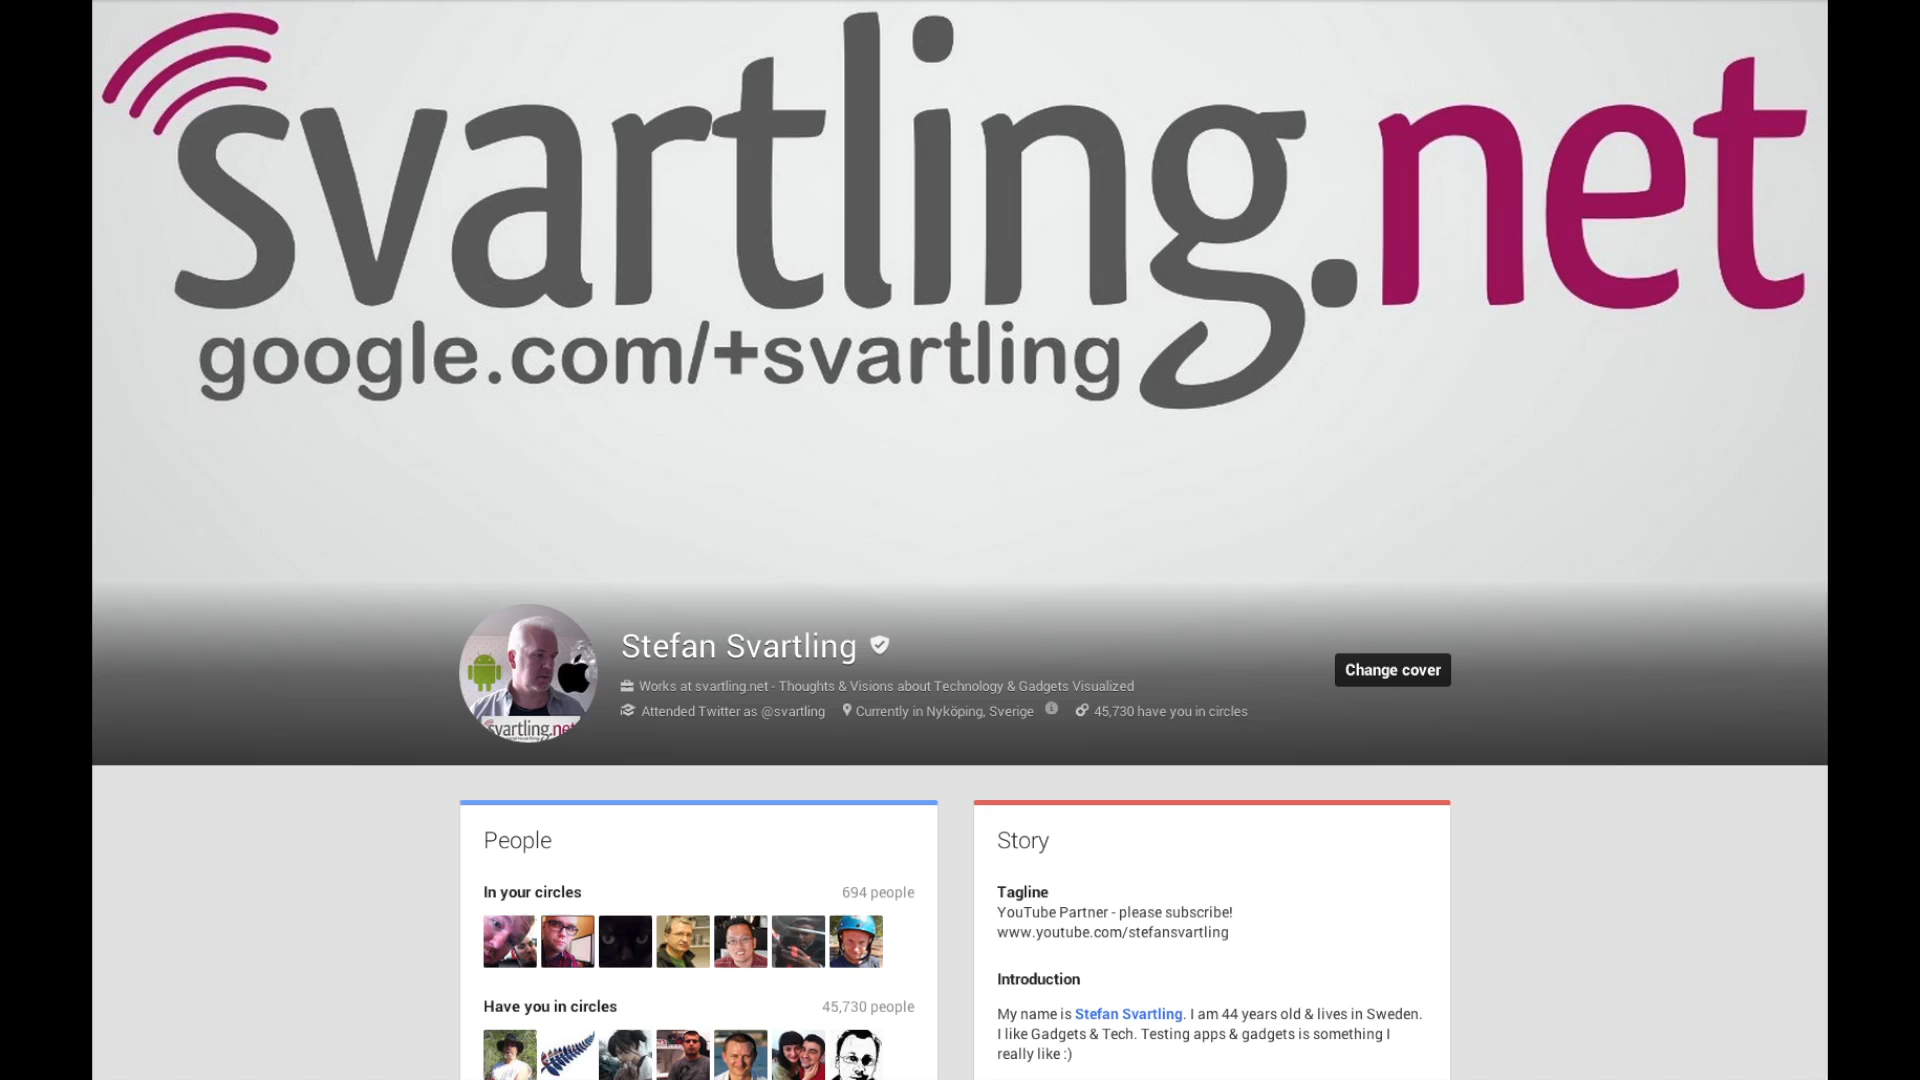 svartling.net
google.com/+svartling
Stefan Svartling
Works at svartling.net - Thoughts & Visions about Technology & Gadgets Visualized
Attended Twitter as @svartling Currently in Nyköping, Sverige 45,730 have you in circles
Change cover
svartling.net
People
In your circles 694 people
Have you in circles 45,730 people
Story
Tagline
YouTube Partner - please subscribe!
www.youtube.com/stefansvartling
Introduction
My name is Stefan Svartling. I am 44 years old & lives in Sweden.
I like Gadgets & Tech. Testing apps & gadgets is something I
really like :)